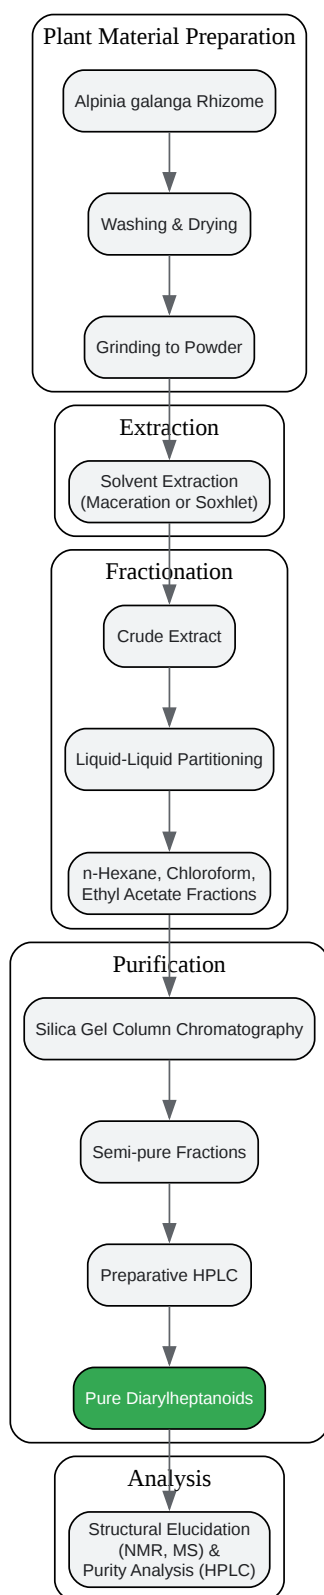 Plant Material Preparation
Alpinia galanga Rhizome
Washing & Drying
Grinding to Powder
Extraction
Solvent Extraction
(Maceration or Soxhlet)
Fractionation
Crude Extract
Liquid-Liquid Partitioning
n-Hexane, Chloroform,
Ethyl Acetate Fractions
Purification
Silica Gel Column Chromatography
Semi-pure Fractions
Preparative HPLC
Pure Diarylheptanoids
Analysis
Structural Elucidation
(NMR, MS) &
Purity Analysis (HPLC)